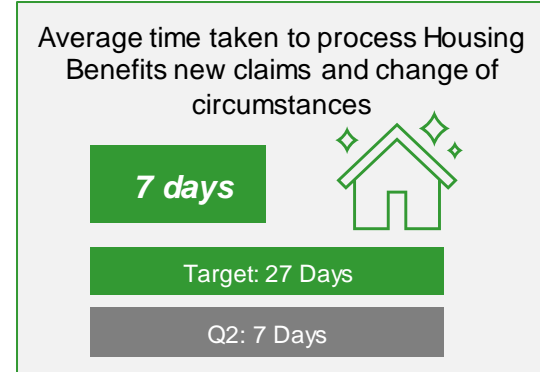 Average time taken to process Housing
Benefits new claims and change of
circumstances
7 days
Target: 27 Days
Q2: 7 Days